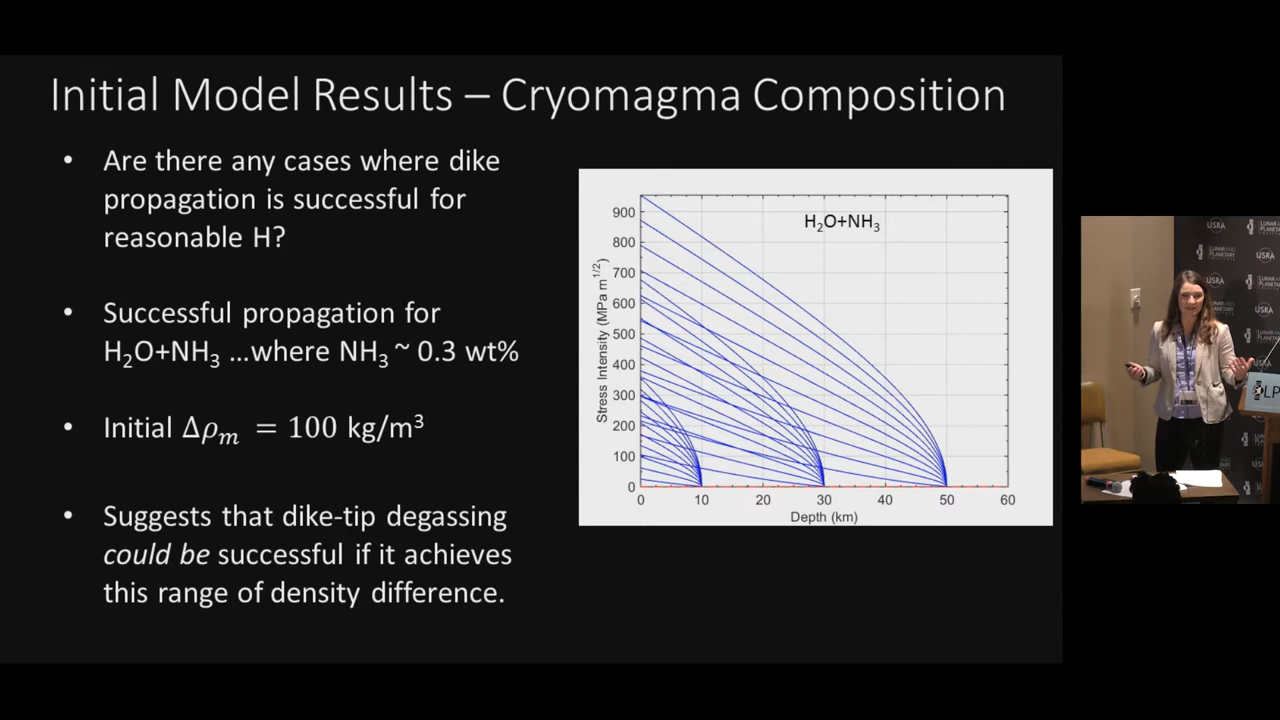 Initial Model Results – Cryomagma Composition
• Are there any cases where dike
propagation is successful for
reasonable H?
• Successful propagation for
H₂O+NH₃ ...where NH₃ ~ 0.3 wt%
• Initial Δρₘ = 100 kg/m³
• Suggests that dike-tip degassing
could be successful if it achieves
this range of density difference.
H₂O+NH₃
Stress Intensity (MPa m^1/2)
900
800
700
600
500
400
300
200
100
0
0 10 20 30 40 50 60
Depth (km)
USRA
LUNAR AND
PLANETARY
INSTITUTE
USRA
LP